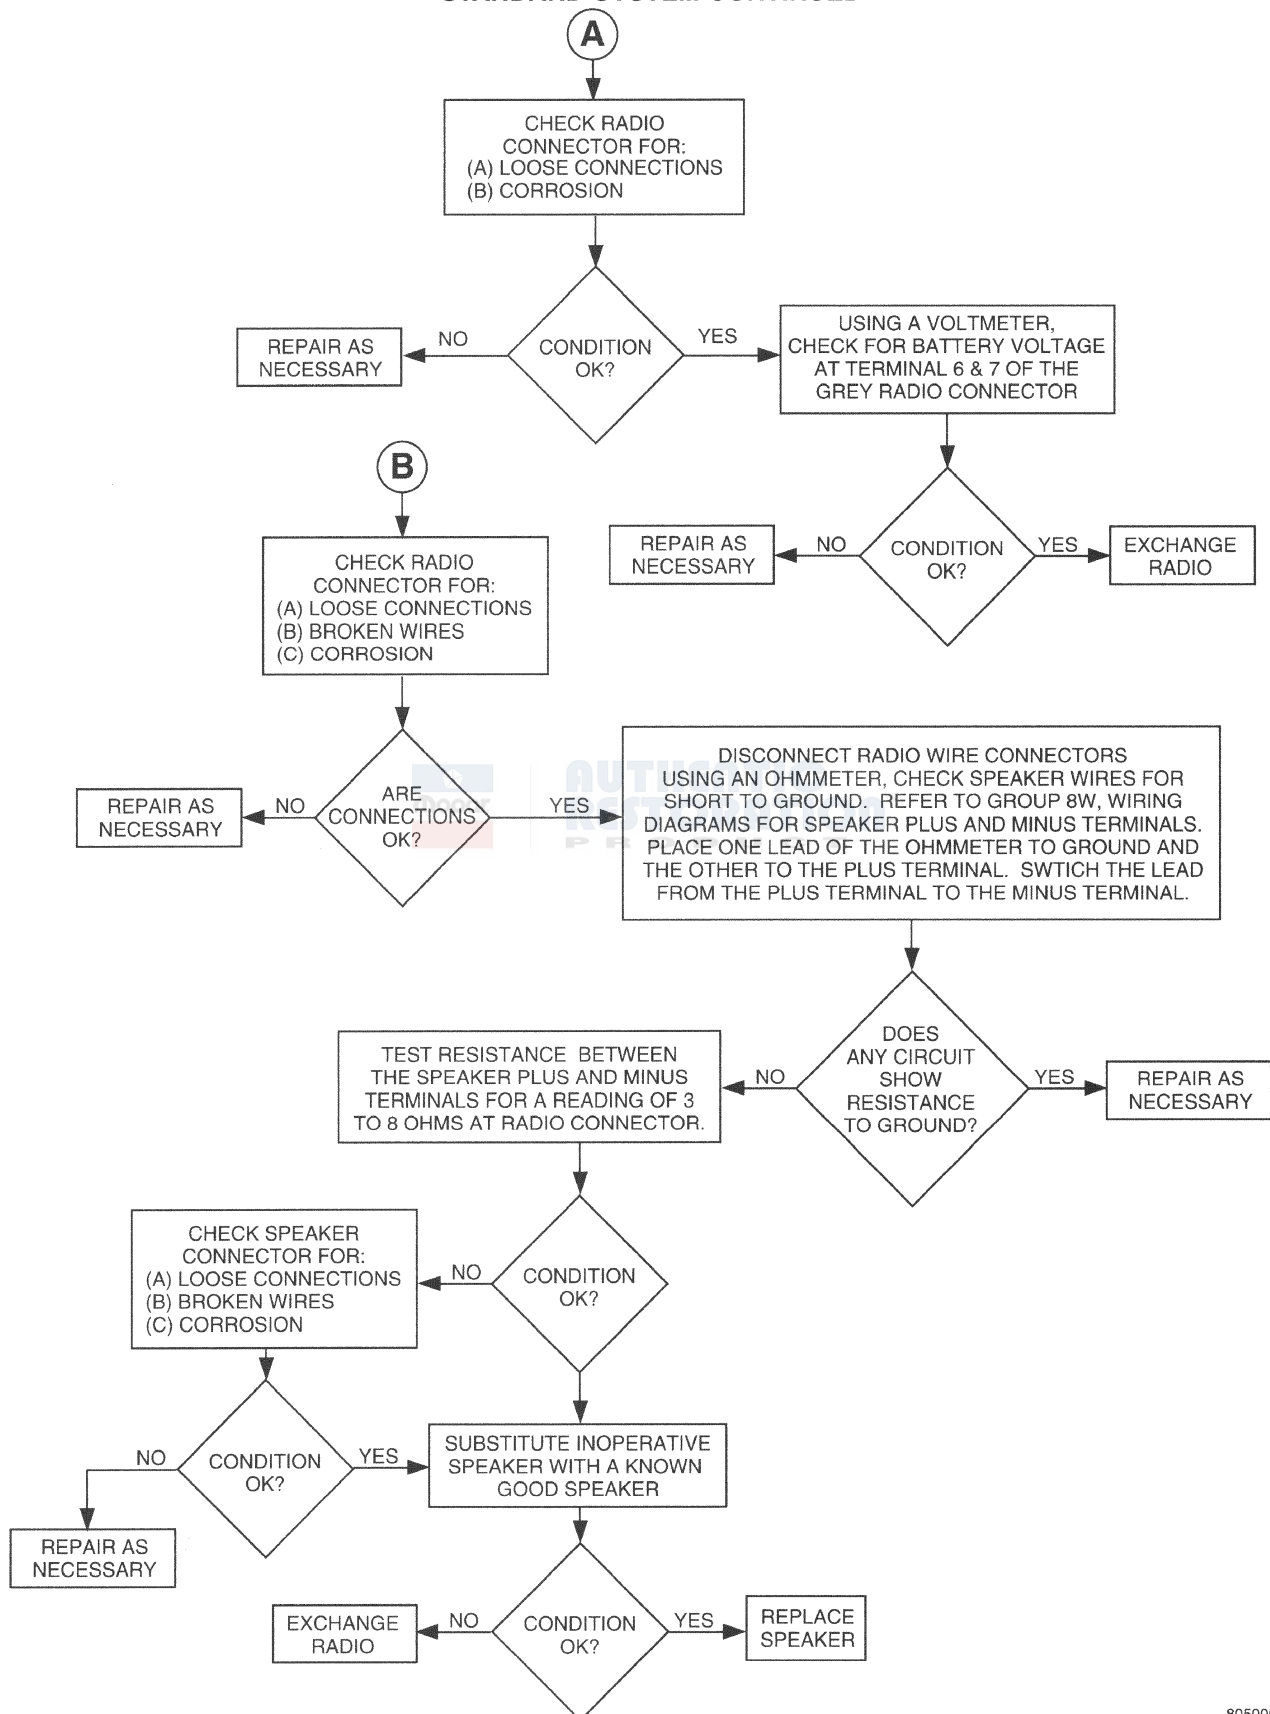 A
CHECK RADIO
CONNECTOR FOR:
(A) LOOSE CONNECTIONS
(B) CORROSION
CONDITION
OK?
NO
REPAIR AS
NECESSARY
YES
USING A VOLTMETER,
CHECK FOR BATTERY VOLTAGE
AT TERMINAL 6 & 7 OF THE
GREY RADIO CONNECTOR
CONDITION
OK?
NO
REPAIR AS
NECESSARY
YES
EXCHANGE
RADIO
B
CHECK RADIO
CONNECTOR FOR:
(A) LOOSE CONNECTIONS
(B) BROKEN WIRES
(C) CORROSION
ARE
CONNECTIONS
OK?
NO
REPAIR AS
NECESSARY
YES
DISCONNECT RADIO WIRE CONNECTORS
USING AN OHMMETER, CHECK SPEAKER WIRES FOR
SHORT TO GROUND. REFER TO GROUP 8W, WIRING
DIAGRAMS FOR SPEAKER PLUS AND MINUS TERMINALS.
PLACE ONE LEAD OF THE OHMMETER TO GROUND AND
THE OTHER TO THE PLUS TERMINAL. SWTICH THE LEAD
FROM THE PLUS TERMINAL TO THE MINUS TERMINAL.
DOES
ANY CIRCUIT
SHOW
RESISTANCE
TO GROUND?
YES
REPAIR AS
NECESSARY
NO
TEST RESISTANCE BETWEEN
THE SPEAKER PLUS AND MINUS
TERMINALS FOR A READING OF 3
TO 8 OHMS AT RADIO CONNECTOR.
CONDITION
OK?
NO
CHECK SPEAKER
CONNECTOR FOR:
(A) LOOSE CONNECTIONS
(B) BROKEN WIRES
(C) CORROSION
CONDITION
OK?
NO
REPAIR AS
NECESSARY
YES
SUBSTITUTE INOPERATIVE
SPEAKER WITH A KNOWN
GOOD SPEAKER
CONDITION
OK?
NO
EXCHANGE
RADIO
YES
REPLACE
SPEAKER